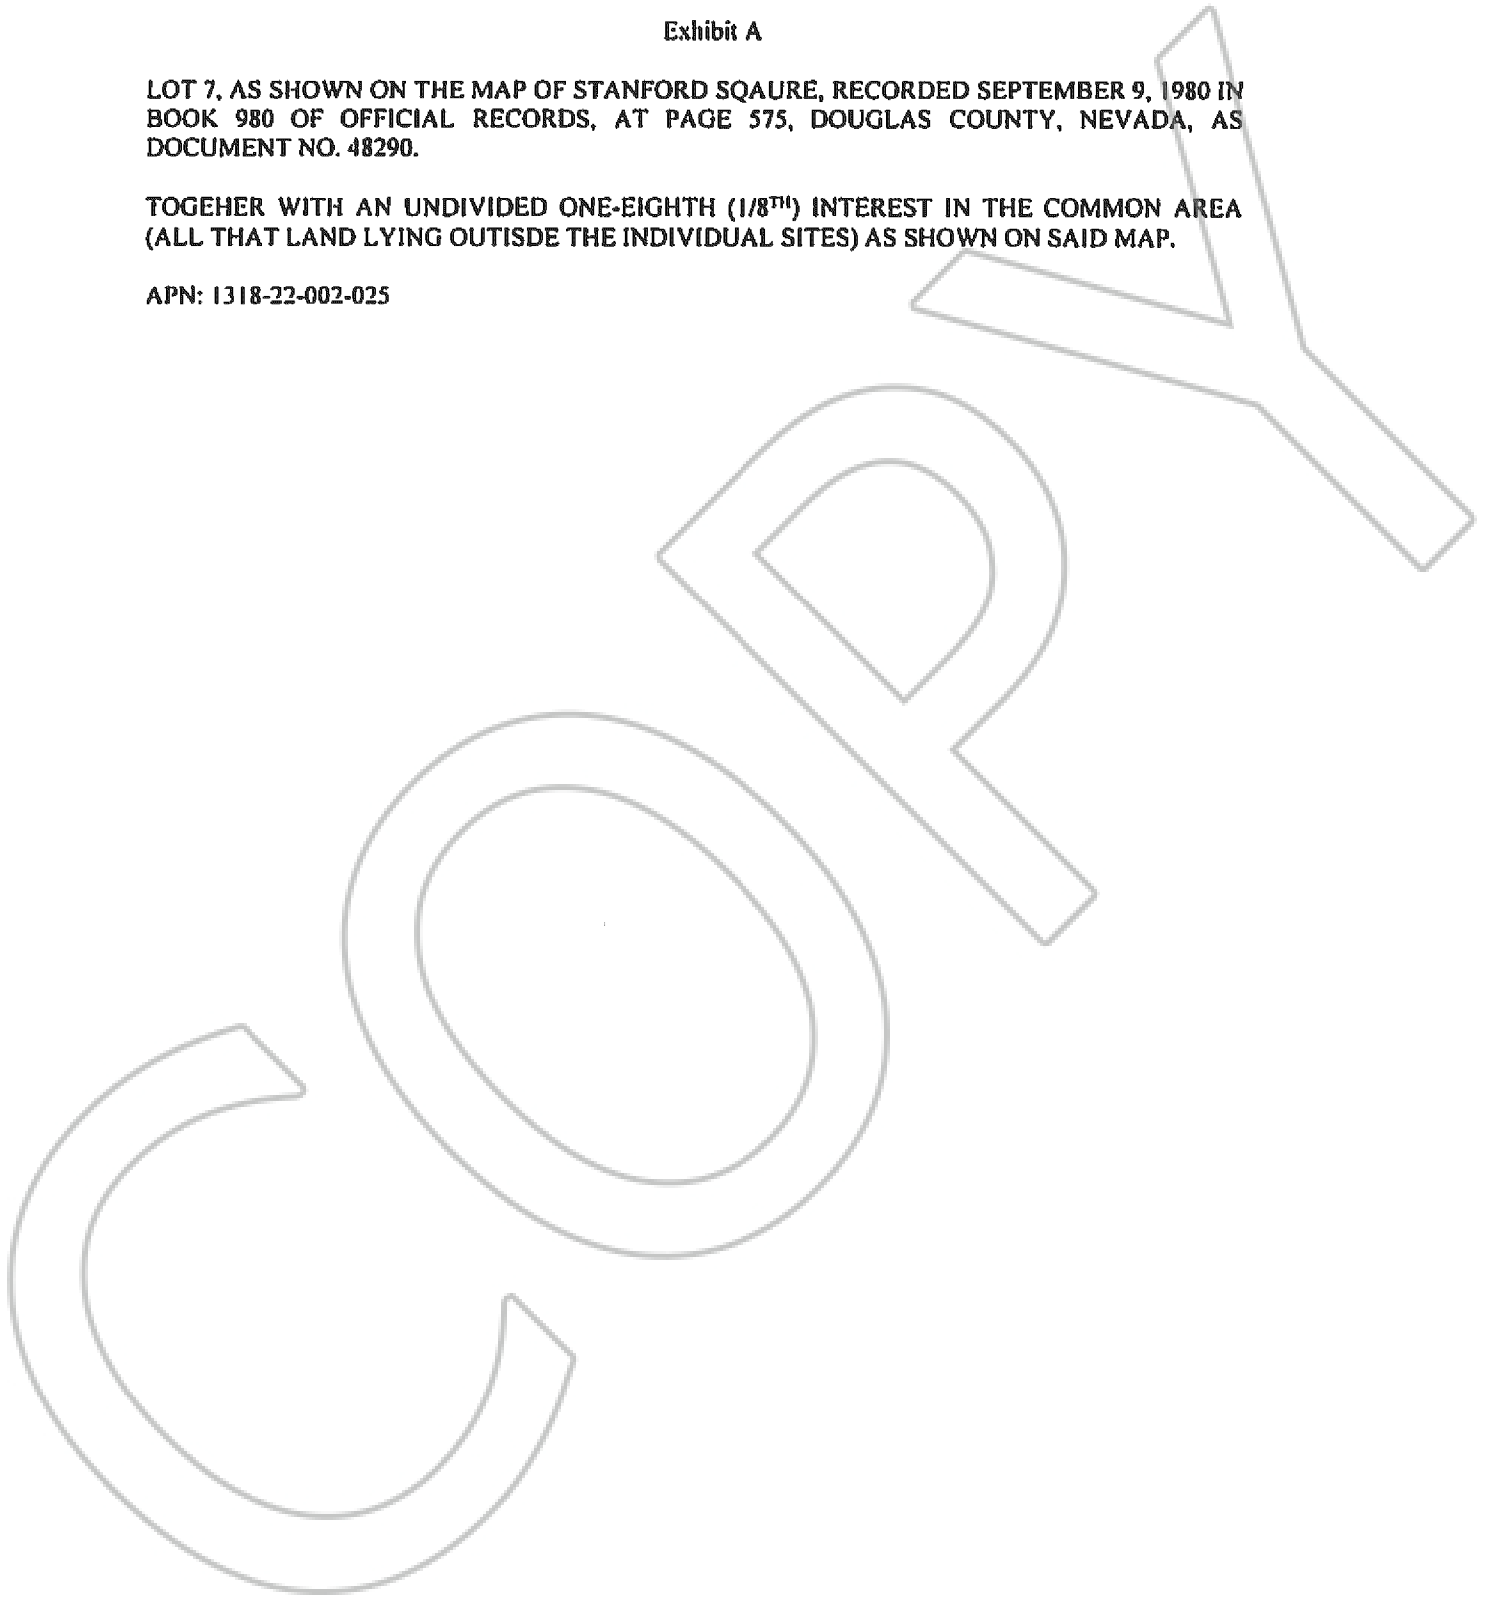 Exhibit A
LOT 7, AS SHOWN ON THE MAP OF STANFORD SQAURE, RECORDED SEPTEMBER 9, 1980 IN
BOOK 980 OF OFFICIAL RECORDS, AT PAGE 575, DOUGLAS COUNTY, NEVADA, AS
DOCUMENT NO. 48290.
TOGEHER WITH AN UNDIVIDED ONE-EIGHTH (1/8TH) INTEREST IN THE COMMON AREA
(ALL THAT LAND LYING OUTISDE THE INDIVIDUAL SITES) AS SHOWN ON SAID MAP.
APN: 1318-22-002-025
COPY